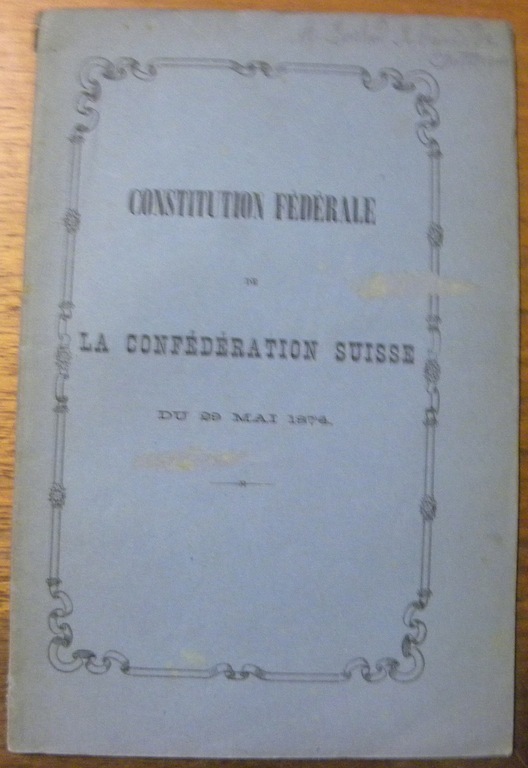 CONSTITUTION FÉDÉRALE
DE
LA CONFÉDÉRATION SUISSE
DU 29 MAI 1874.